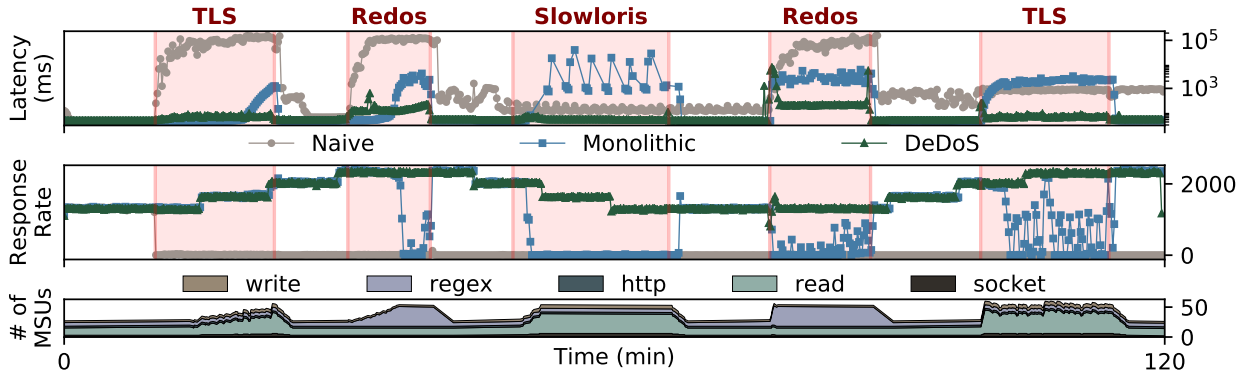 TLS Redos Slowloris Redos TLS
Latency
(ms)
10^5
10^3
Naive Monolithic DeDoS
Response
Rate
2000
0
write regex http read socket
# of
MSUs
50
0
0 Time (min) 120